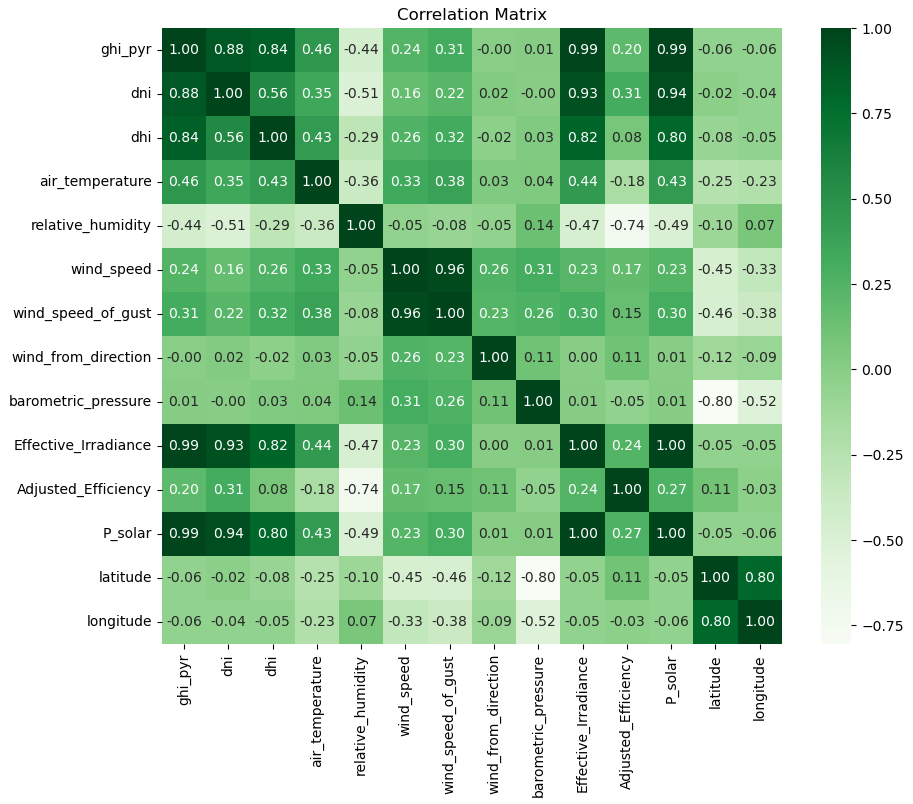 Correlation Matrix
ghi_pyr 1.00 0.88 0.84 0.46 -0.44 0.24 0.31 -0.00 0.01 0.99 0.20 0.99 -0.06 -0.06
dni 0.88 1.00 0.56 0.35 -0.51 0.16 0.22 0.02 -0.00 0.93 0.31 0.94 -0.02 -0.04
dhi 0.84 0.56 1.00 0.43 -0.29 0.26 0.32 -0.02 0.03 0.82 0.08 0.80 -0.08 -0.05
air_temperature 0.46 0.35 0.43 1.00 -0.36 0.33 0.38 0.03 0.04 0.44 -0.18 0.43 -0.25 -0.23
relative_humidity -0.44 -0.51 -0.29 -0.36 1.00 -0.05 -0.08 -0.05 0.14 -0.47 -0.74 -0.49 -0.10 0.07
wind_speed 0.24 0.16 0.26 0.33 -0.05 1.00 0.96 0.26 0.31 0.23 0.17 0.23 -0.45 -0.33
wind_speed_of_gust 0.31 0.22 0.32 0.38 -0.08 0.96 1.00 0.23 0.26 0.30 0.15 0.30 -0.46 -0.38
wind_from_direction -0.00 0.02 -0.02 0.03 -0.05 0.26 0.23 1.00 0.11 0.00 0.11 0.01 -0.12 -0.09
barometric_pressure 0.01 -0.00 0.03 0.04 0.14 0.31 0.26 0.11 1.00 0.01 -0.05 0.01 -0.80 -0.52
Effective_Irradiance 0.99 0.93 0.82 0.44 -0.47 0.23 0.30 0.00 0.01 1.00 0.24 1.00 -0.05 -0.05
Adjusted_Efficiency 0.20 0.31 0.08 -0.18 -0.74 0.17 0.15 0.11 -0.05 0.24 1.00 0.27 0.11 -0.03
P_solar 0.99 0.94 0.80 0.43 -0.49 0.23 0.30 0.01 0.01 1.00 0.27 1.00 -0.05 -0.06
latitude -0.06 -0.02 -0.08 -0.25 -0.10 -0.45 -0.46 -0.12 -0.80 -0.05 0.11 -0.05 1.00 0.80
longitude -0.06 -0.04 -0.05 -0.23 0.07 -0.33 -0.38 -0.09 -0.52 -0.05 -0.03 -0.06 0.80 1.00
ghi_pyr
dni
dhi
air_temperature
relative_humidity
wind_speed
wind_speed_of_gust
wind_from_direction
barometric_pressure
Effective_Irradiance
Adjusted_Efficiency
P_solar
latitude
longitude
1.00
0.75
0.50
0.25
0.00
−0.25
−0.50
−0.75